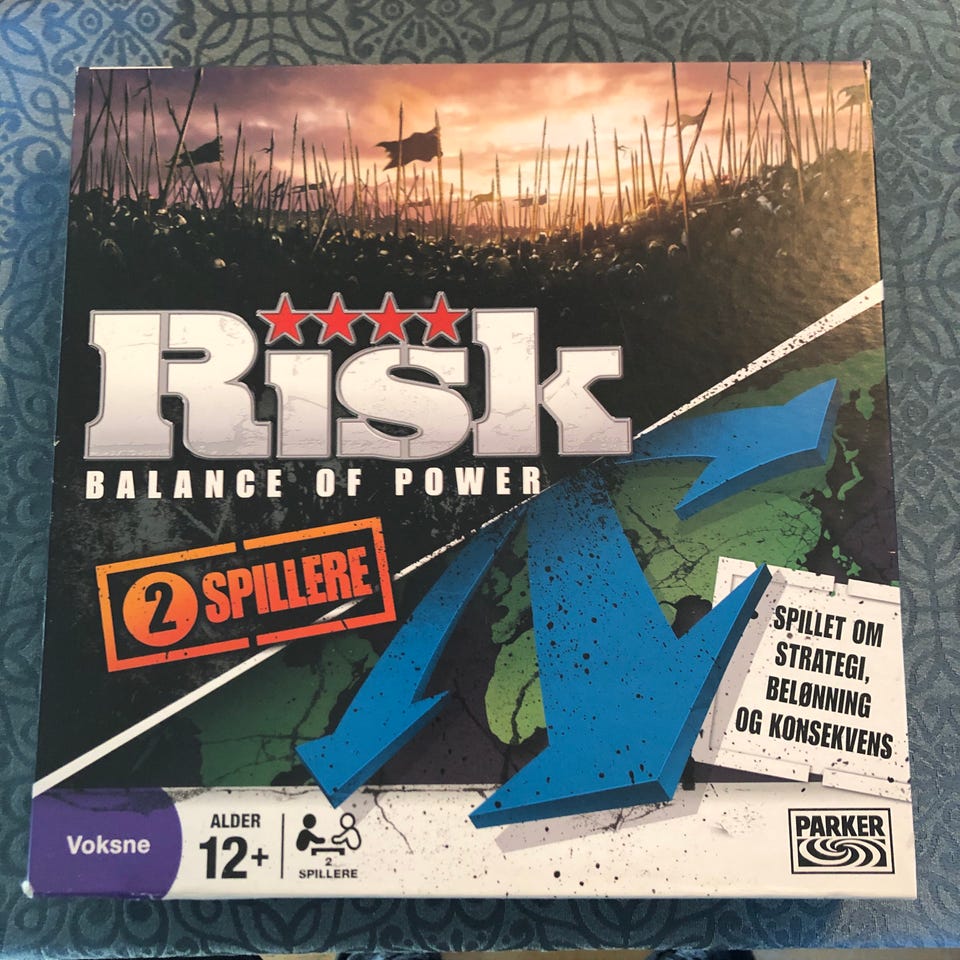 Risk
BALANCE OF POWER
2 SPILLERE
SPILLET OM
STRATEGI,
BELØNNING
OG KONSEKVENS
Voksne
ALDER
12+
2
SPILLERE
PARKER